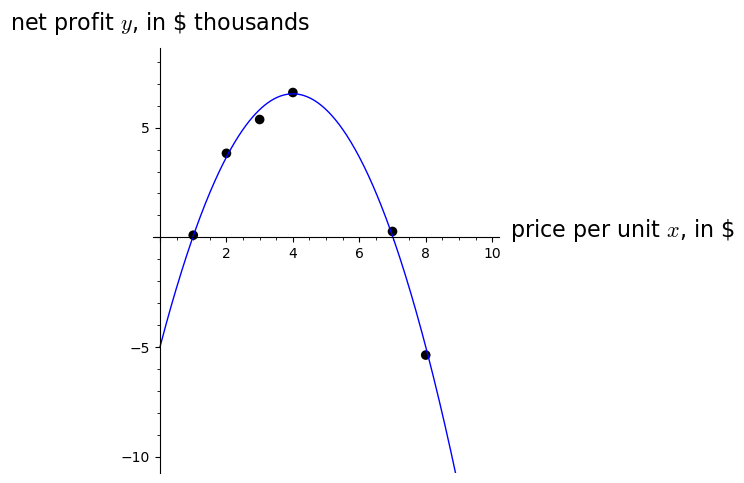 net profit y, in $ thousands
5
price per unit x, in $
2 4 6 8 10
−5
−10